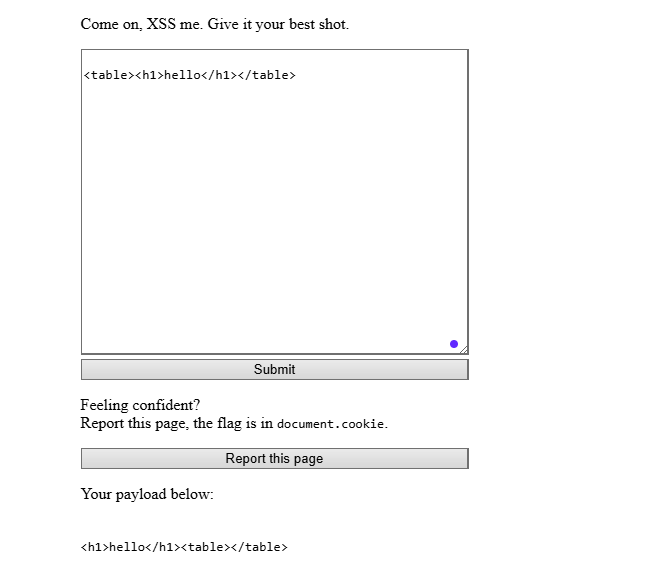 Come on, XSS me. Give it your best shot.
<table><h1>hello</h1></table>
Submit
Feeling confident?
Report this page, the flag is in document.cookie.
Report this page
Your payload below:
<h1>hello</h1><table></table>